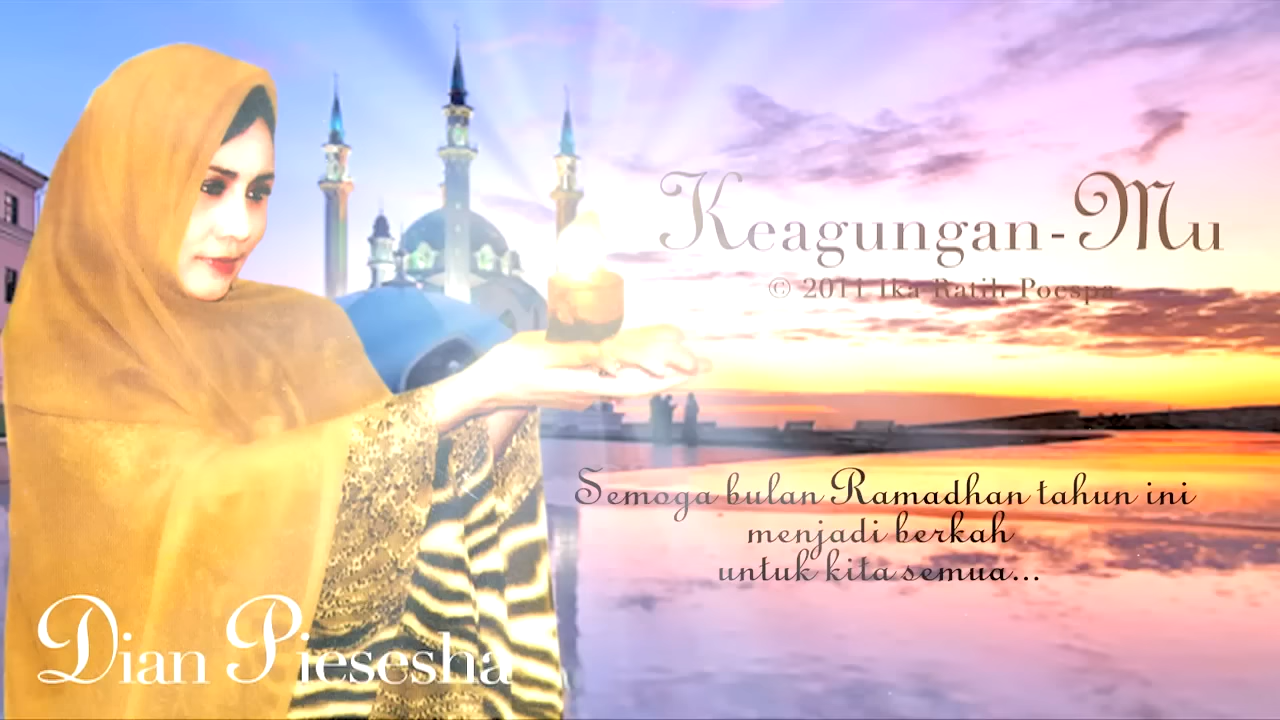 Keagungan-Mu
© 2011 Ika Ratih Poespa
Semoga bulan Ramadhan tahun ini
menjadi berkah
untuk kita semua...
Dian Piesesha